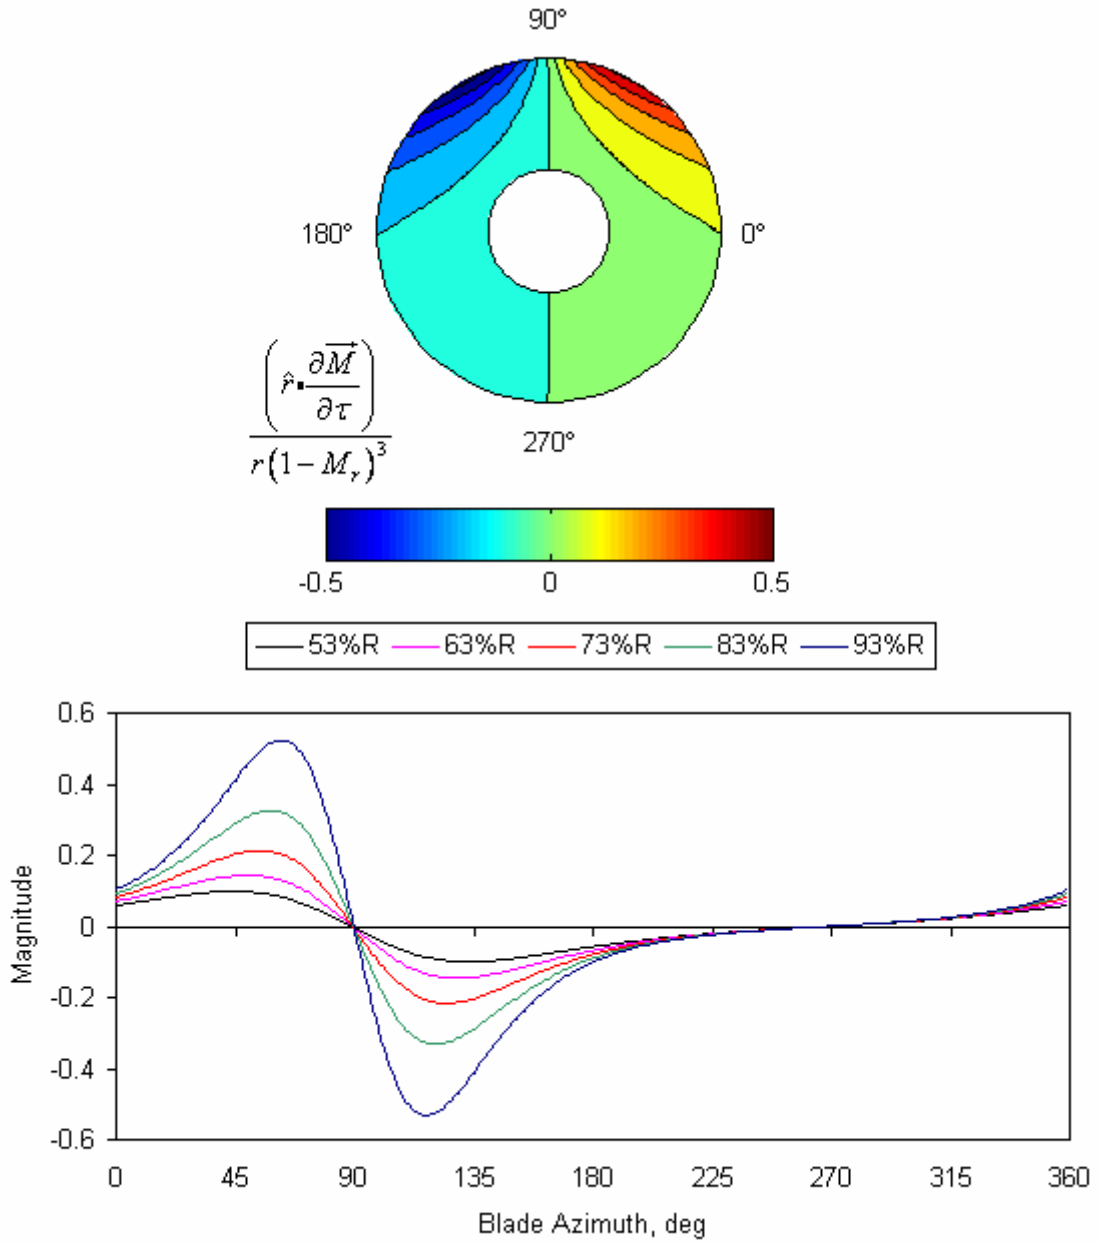 90°
180°
0°
270°
(r̂▪∂M⃗/∂τ)
r(1−Mᵣ)³
-0.5 0 0.5
53%R 63%R 73%R 83%R 93%R
0.6
0.4
0.2
0
-0.2
-0.4
-0.6
Magnitude
0 45 90 135 180 225 270 315 360
Blade Azimuth, deg